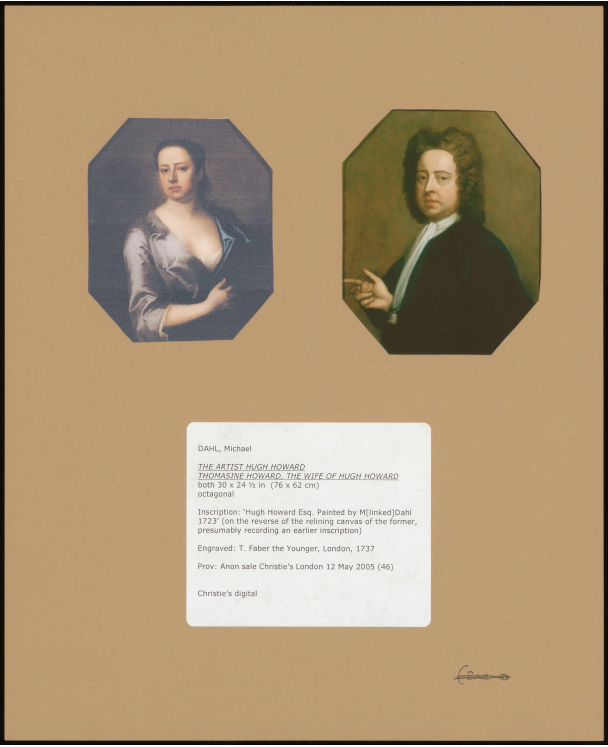 DAHL, Michael
THE ARTIST HUGH HOWARD
THOMASINE HOWARD, THE WIFE OF HUGH HOWARD
both 30 x 24 ½ in  (76 x 62 cm)
octagonal
Inscription: ‘Hugh Howard Esq. Painted by M[linked]Dahl
1723’ (on the reverse of the relining canvas of the former,
presumably recording an earlier inscription)
Engraved: T. Faber the Younger, London, 1737
Prov: Anon sale Christie’s London 12 May 2005 (46)
Christie’s digital